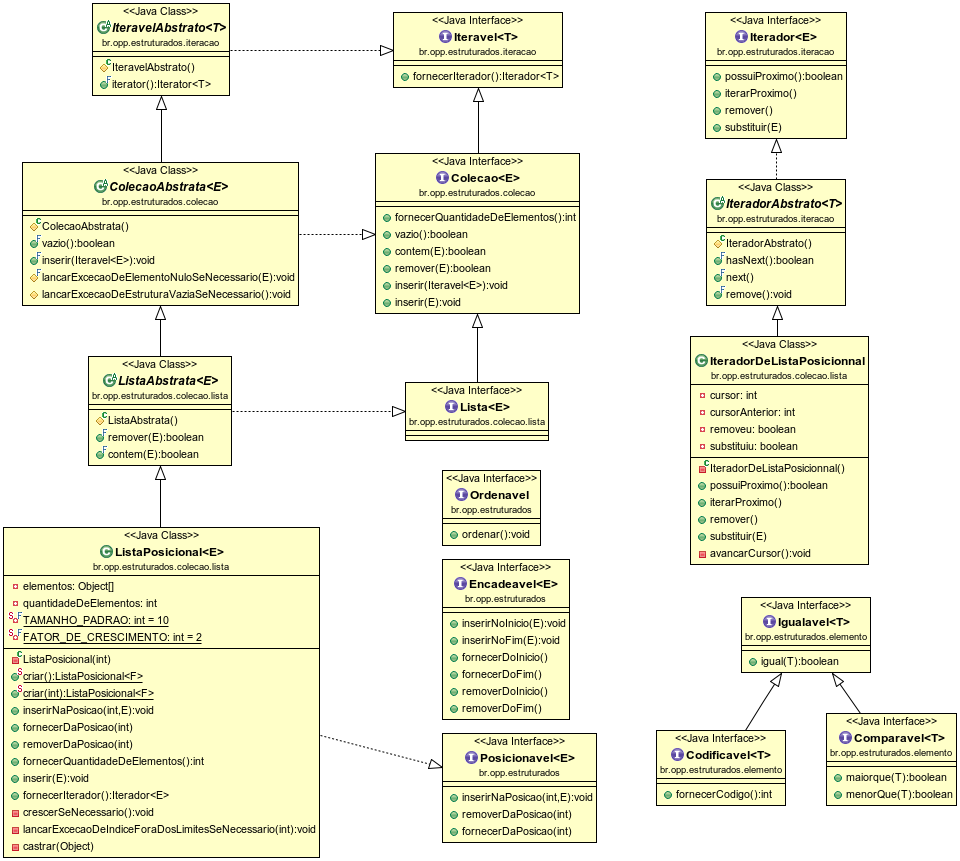 <<Java Class>>
IteravelAbstrato<T>
br.opp.estruturados.iteracao
IteravelAbstrato()
iterator():Iterator<T>
<<Java Interface>>
Iteravel<T>
br.opp.estruturados.iteracao
fornecerIterador():Iterador<T>
<<Java Interface>>
Iterador<E>
br.opp.estruturados.iteracao
possuiProximo():boolean
iterarProximo()
remover()
substituir(E)
<<Java Class>>
ColecaoAbstrata<E>
br.opp.estruturados.colecao
ColecaoAbstrata()
vazio():boolean
inserir(Iteravel<E>):void
lancarExcecaoDeElementoNuloSeNecessario(E):void
lancarExcecaoDeEstruturaVaziaSeNecessario():void
<<Java Interface>>
Colecao<E>
br.opp.estruturados.colecao
fornecerQuantidadeDeElementos():int
vazio():boolean
contem(E):boolean
remover(E):boolean
inserir(Iteravel<E>):void
inserir(E):void
<<Java Class>>
IteradorAbstrato<T>
br.opp.estruturados.iteracao
IteradorAbstrato()
hasNext():boolean
next()
remove():void
<<Java Class>>
ListaAbstrata<E>
br.opp.estruturados.colecao.lista
ListaAbstrata()
remover(E):boolean
contem(E):boolean
<<Java Interface>>
Lista<E>
br.opp.estruturados.colecao.lista
<<Java Class>>
IteradorDeListaPosicionnal
br.opp.estruturados.colecao.lista
cursor: int
cursorAnterior: int
removeu: boolean
substituiu: boolean
IteradorDeListaPosicionnal()
possuiProximo():boolean
iterarProximo()
remover()
substituir(E)
avancarCursor():void
<<Java Interface>>
Ordenavel
br.opp.estruturados
ordenar():void
<<Java Class>>
ListaPosicional<E>
br.opp.estruturados.colecao.lista
elementos: Object[]
quantidadeDeElementos: int
TAMANHO_PADRAO: int = 10
FATOR_DE_CRESCIMENTO: int = 2
ListaPosicional(int)
criar():ListaPosicional<F>
criar(int):ListaPosicional<F>
inserirNaPosicao(int,E):void
fornecerDaPosicao(int)
removerDaPosicao(int)
fornecerQuantidadeDeElementos():int
inserir(E):void
fornecerIterador():Iterador<E>
crescerSeNecessario():void
lancarExcecaoDeIndiceForaDosLimitesSeNecessario(int):void
castrar(Object)
<<Java Interface>>
Encadeavel<E>
br.opp.estruturados
inserirNoInicio(E):void
inserirNoFim(E):void
fornecerDoInicio()
fornecerDoFim()
removerDoInicio()
removerDoFim()
<<Java Interface>>
Posicionavel<E>
br.opp.estruturados
inserirNaPosicao(int,E):void
removerDaPosicao(int)
fornecerDaPosicao(int)
<<Java Interface>>
Igualavel<T>
br.opp.estruturados.elemento
igual(T):boolean
<<Java Interface>>
Codificavel<T>
br.opp.estruturados.elemento
fornecerCodigo():int
<<Java Interface>>
Comparavel<T>
br.opp.estruturados.elemento
maiorque(T):boolean
menorQue(T):boolean